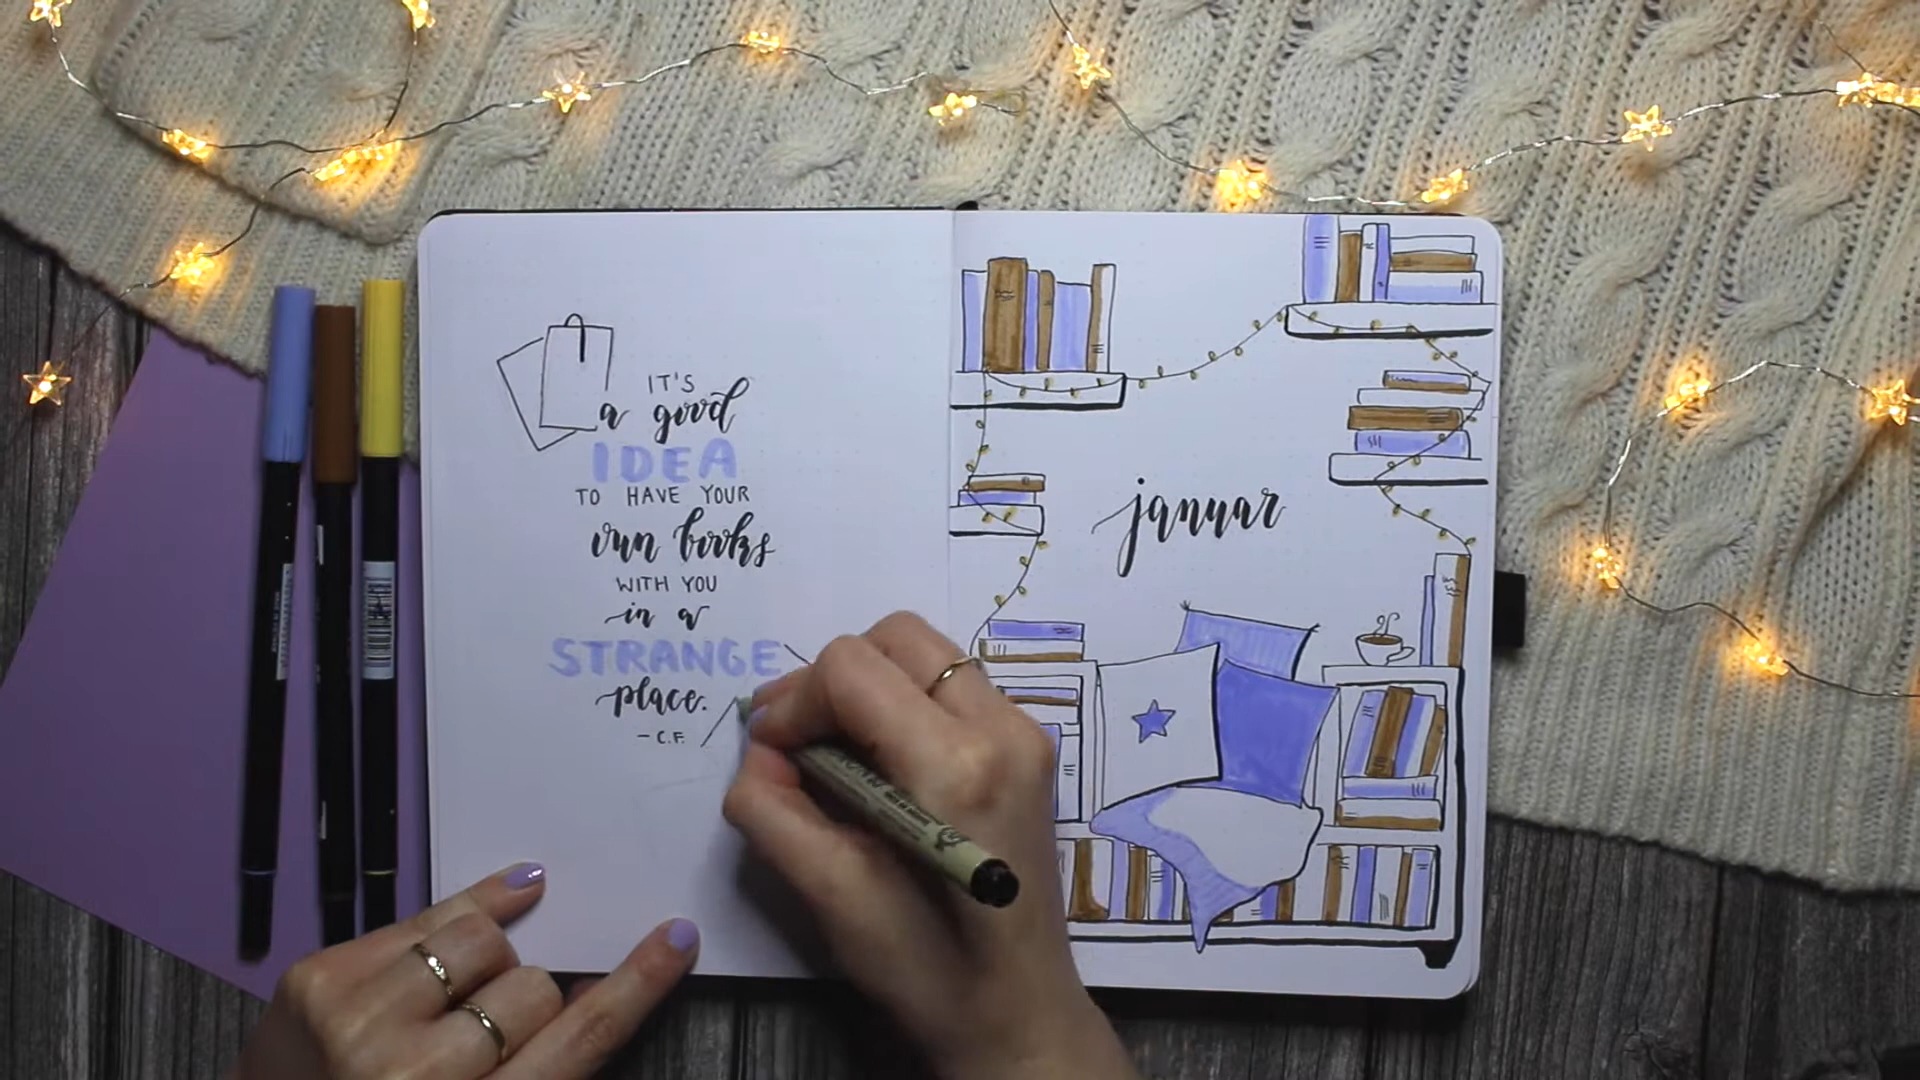 IT'S
a good
IDEA
TO HAVE YOUR
own books
WITH YOU
in a
STRANGE
place.
- C.F.
januar